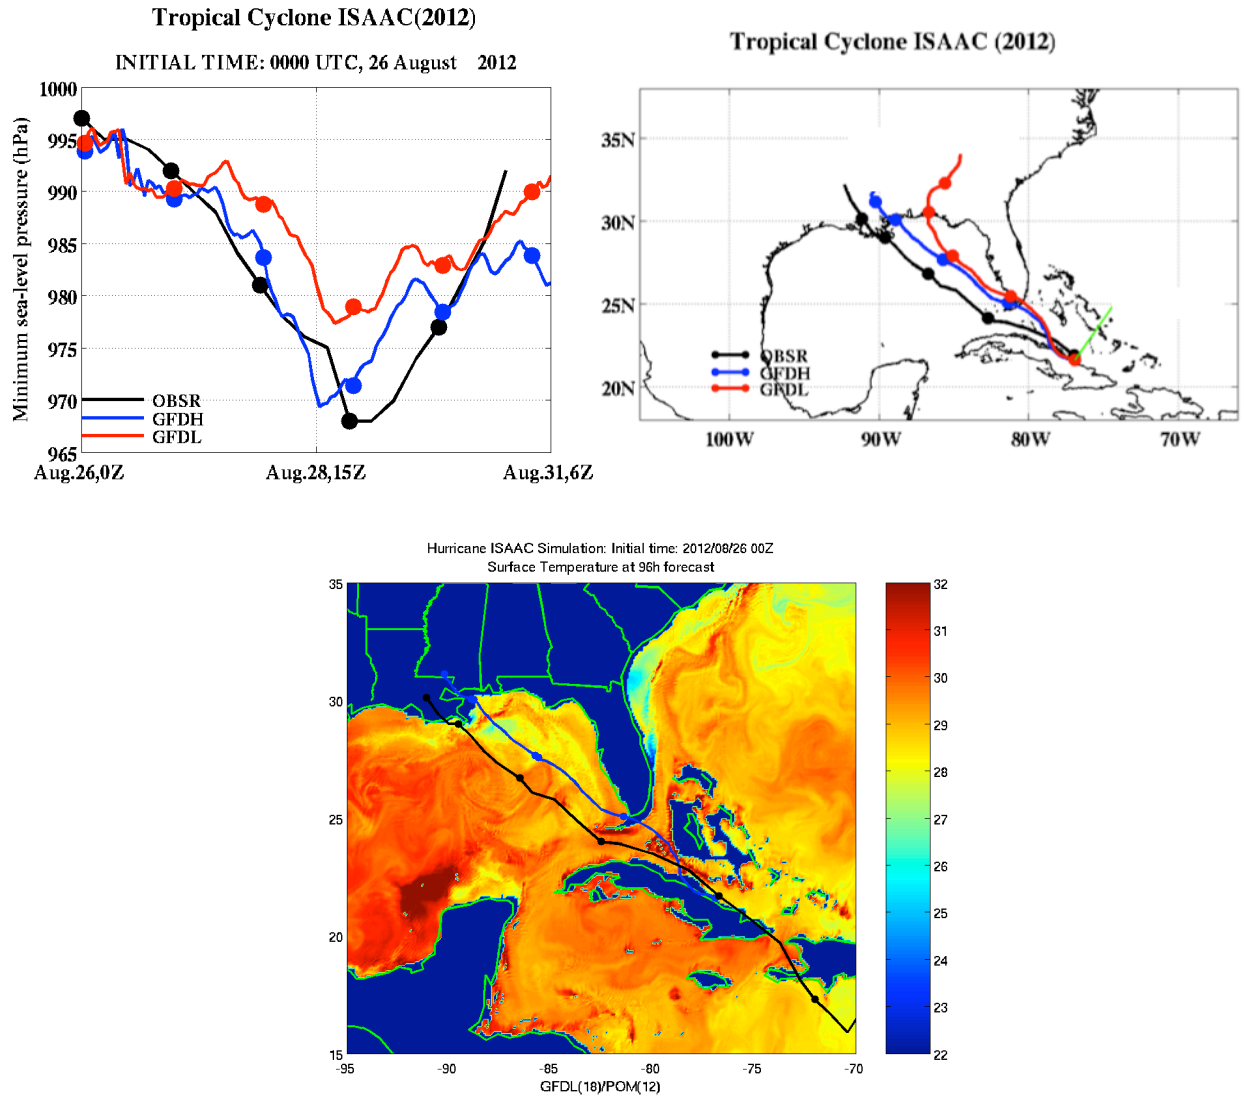 Tropical Cyclone ISAAC(2012)
INITIAL TIME: 0000 UTC, 26 August 2012
Minimum sea-level pressure (hPa)
1000
995
990
985
980
975
970
965
OBSR
GFDH
GFDL
Aug.26,0Z Aug.28,15Z Aug.31,6Z
Tropical Cyclone ISAAC (2012)
35N
30N
25N
20N
OBSR
GFDH
GFDL
100W 90W 80W 70W
Hurricane ISAAC Simulation: Initial time: 2012/08/26 00Z
Surface Temperature at 96h forecast
35
30
25
20
15
-95 -90 -85 -80 -75 -70
GFDL(18)/POM(12)
32
31
30
29
28
27
26
25
24
23
22